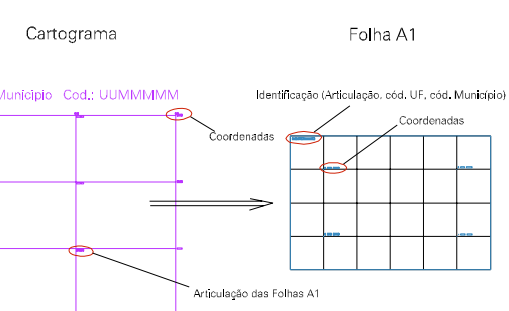 Cartograma
Folha A1
Município Cod.: UUMMMMM
Identificação (Articulação, cód. UF, cód. Município)
Coordenadas
Coordenadas
Articulação das Folhas A1